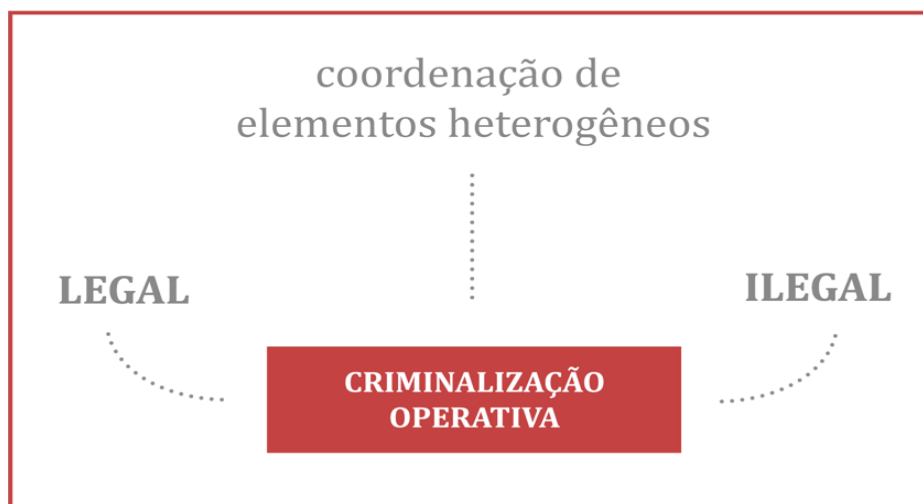 coordenação de
elementos heterogêneos
LEGAL
ILEGAL
CRIMINALIZAÇÃO
OPERATIVA